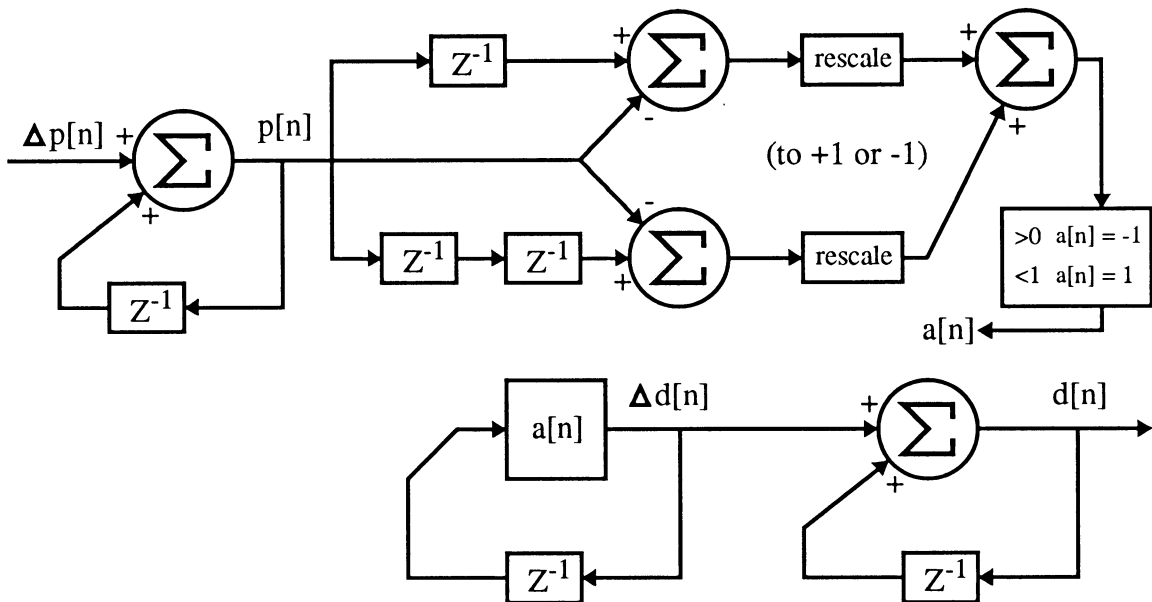 Z⁻¹
+
Σ
rescale
+
Σ
-
+
Δp[n]
+
Σ
p[n]
+
(to +1 or -1)
-
>0 a[n] = -1
<1 a[n] = 1
Z⁻¹
Z⁻¹
+
Σ
rescale
Z⁻¹
a[n]
a[n]
Δd[n]
+
Σ
d[n]
+
Z⁻¹
Z⁻¹